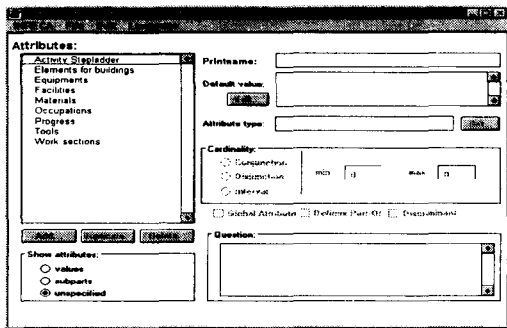 Attributes:
Activity Stepladder
Elements for buildings
Equipments
Facilities
Materials
Occupations
Progress
Tools
Work sections
Printname:
Default value:
Attribute type:
Cardinality:
Conjunction
Disjunction
Interval
min
max
Global Attribute
Defines Part Of
Discriminant
Show attributes:
values
subparts
unspecified
Question: